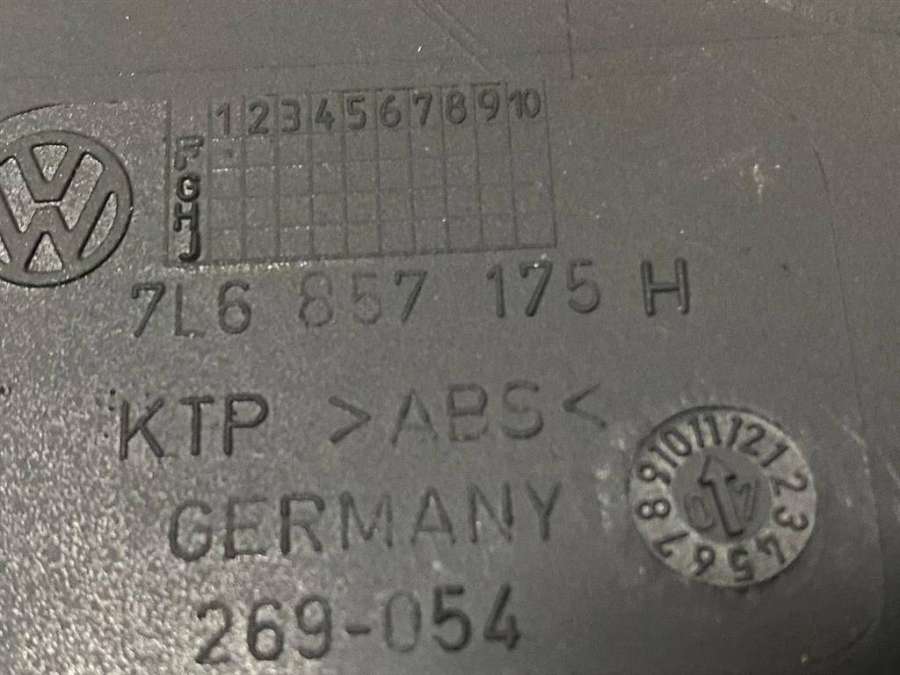 1 2 3 4 5 6 7 8 9 10
F
G
H
J
7L6 857 175 H
KTP >ABS<
GERMANY
269-054
1 2 3 4 5 6 7 8 9 10 11 12